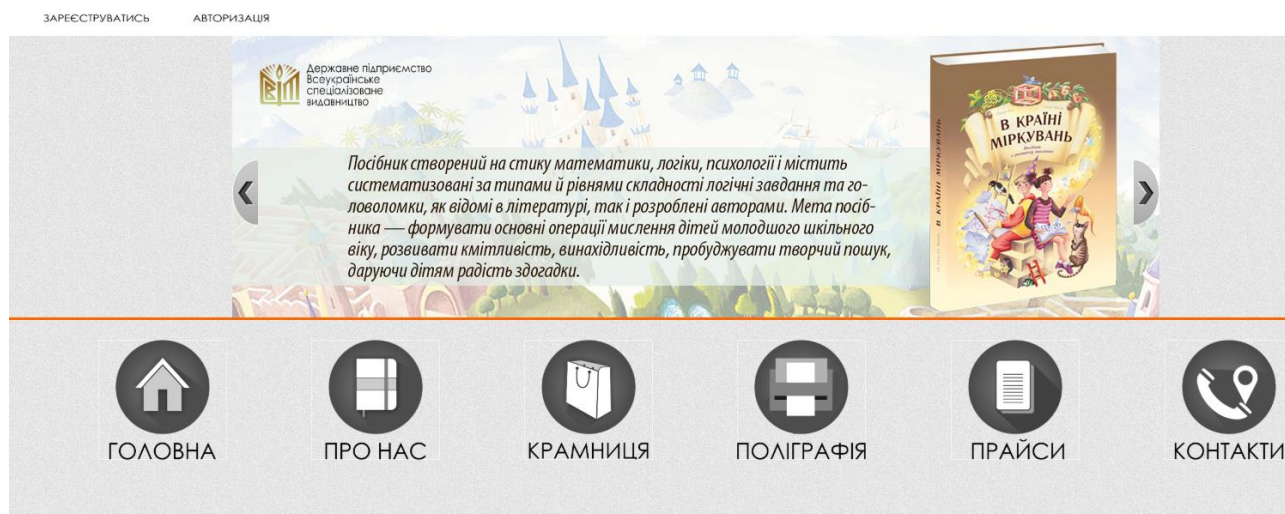 ЗАРЕЄСТРУВАТИСЬ АВТОРИЗАЦІЯ
Державне підприємство
Всеукраїнське
спеціалізоване
видавництво
В КРАЇНІ
МІРКУВАНЬ
В КРАЇНІ МІРКУВАНЬ
Посібник створений на стику математики, логіки, психології і містить
систематизовані за типами й рівнями складності логічні завдання та го-
ловоломки, як відомі в літературі, так і розроблені авторами. Мета посіб-
ника — формувати основні операції мислення дітей молодшого шкільного
віку, розвивати кмітливість, винахідливість, пробуджувати творчий пошук,
даруючи дітям радість здогадки.
ГОЛОВНА ПРО НАС КРАМНИЦЯ ПОЛІГРАФІЯ ПРАЙСИ КОНТАКТИ